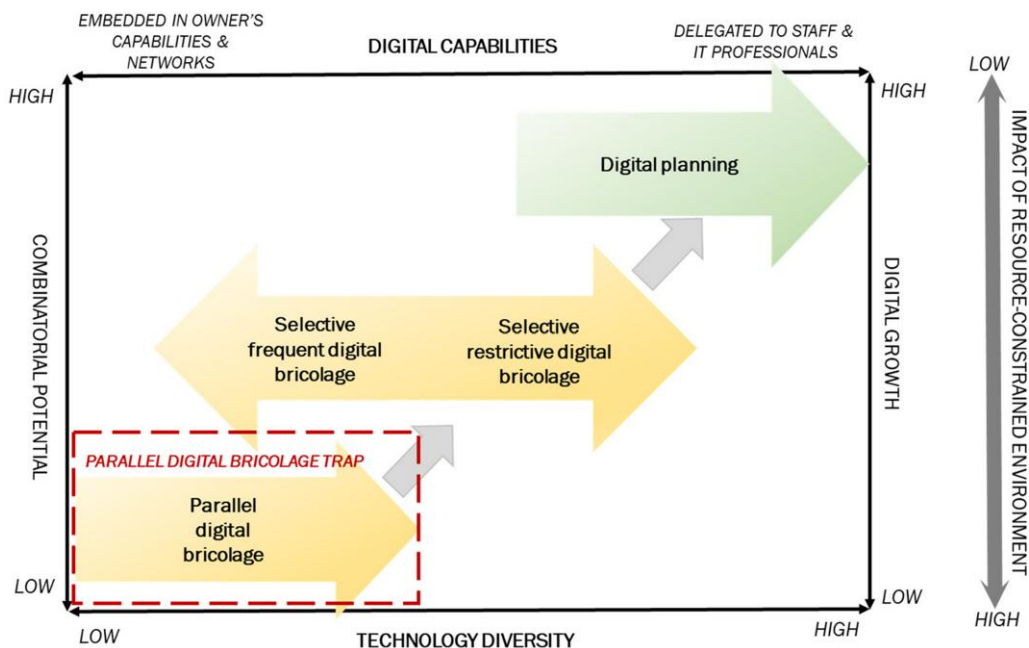 EMBEDDED IN OWNER'S
CAPABILITIES &
NETWORKS
DIGITAL CAPABILITIES
DELEGATED TO STAFF &
IT PROFESSIONALS
LOW
HIGH
HIGH
Digital planning
COMBINATORIAL POTENTIAL
DIGITAL GROWTH
IMPACT OF RESOURCE-CONSTRAINED ENVIRONMENT
Selective
frequent digital
bricolage
Selective
restrictive digital
bricolage
PARALLEL DIGITAL BRICOLAGE TRAP
Parallel
digital
bricolage
LOW
LOW
HIGH
LOW
TECHNOLOGY DIVERSITY
HIGH